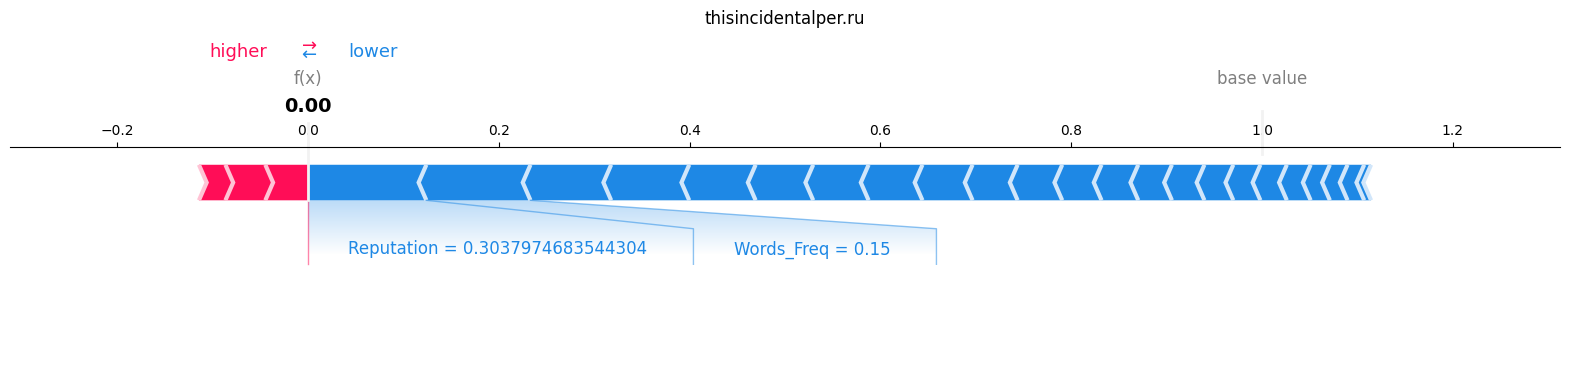 thisincidentalper.ru
higher → ← lower
f(x) base value
0.00
−0.2 0 0 0.2 0.4 0.6 0.8 1 0 1.2
Reputation = 0.3037974683544304 Words_Freq = 0.15